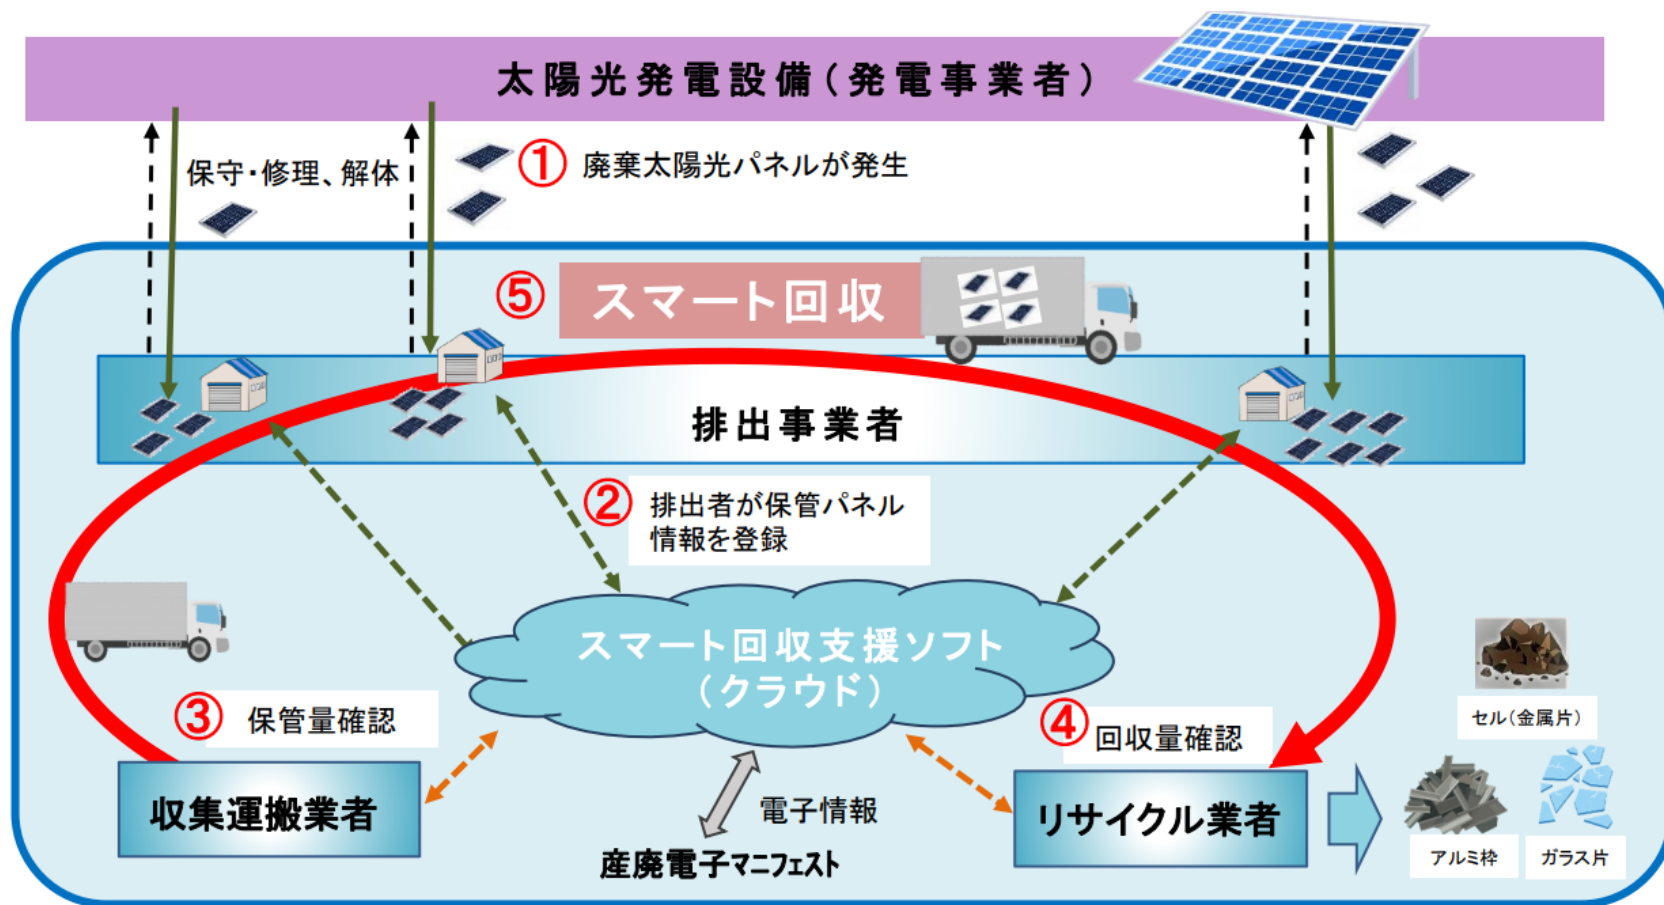 太陽光発電設備(発電事業者)
保守・修理、解体
① 廃棄太陽光パネルが発生
⑤ スマート回収
排出事業者
② 排出者が保管パネル
情報を登録
スマート回収支援ソフト
(クラウド)
③ 保管量確認
④ 回収量確認
セル(金属片)
収集運搬業者
電子情報
リサイクル業者
産廃電子マニフェスト
アルミ枠
ガラス片